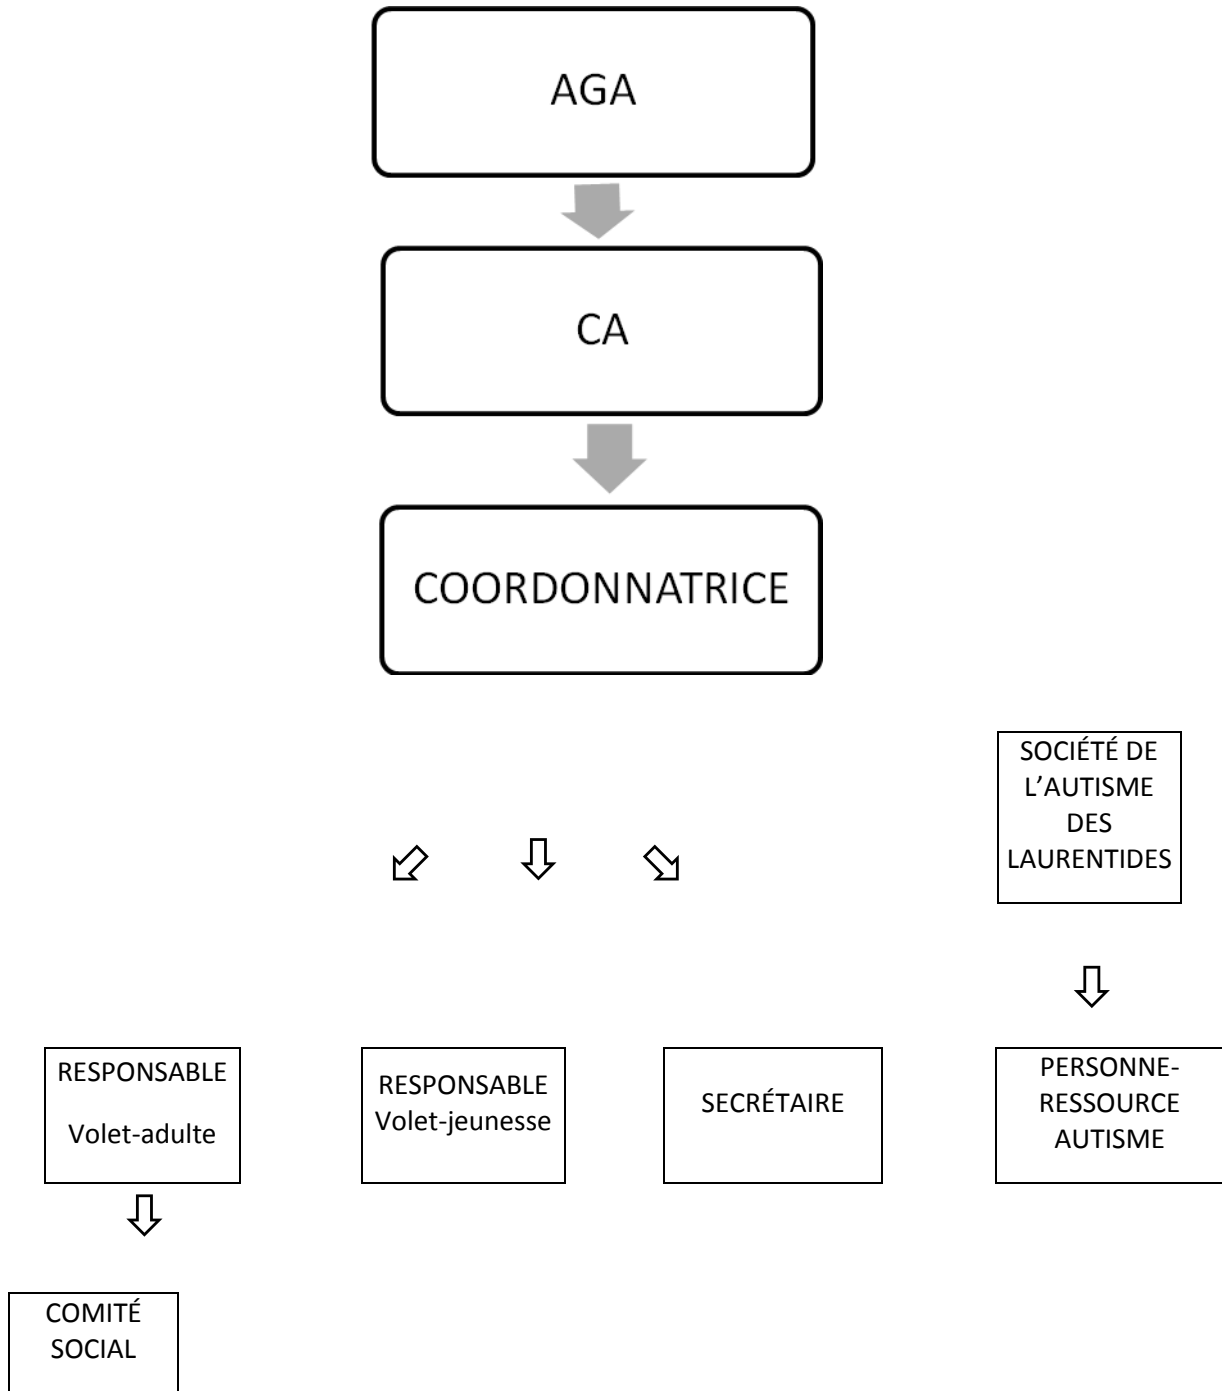 AGA
CA
COORDONNATRICE
SOCIÉTÉ DE
L’AUTISME
DES
LAURENTIDES
RESPONSABLE
Volet-adulte
RESPONSABLE
Volet-jeunesse
SECRÉTAIRE
PERSONNE-
RESSOURCE
AUTISME
COMITÉ
SOCIAL